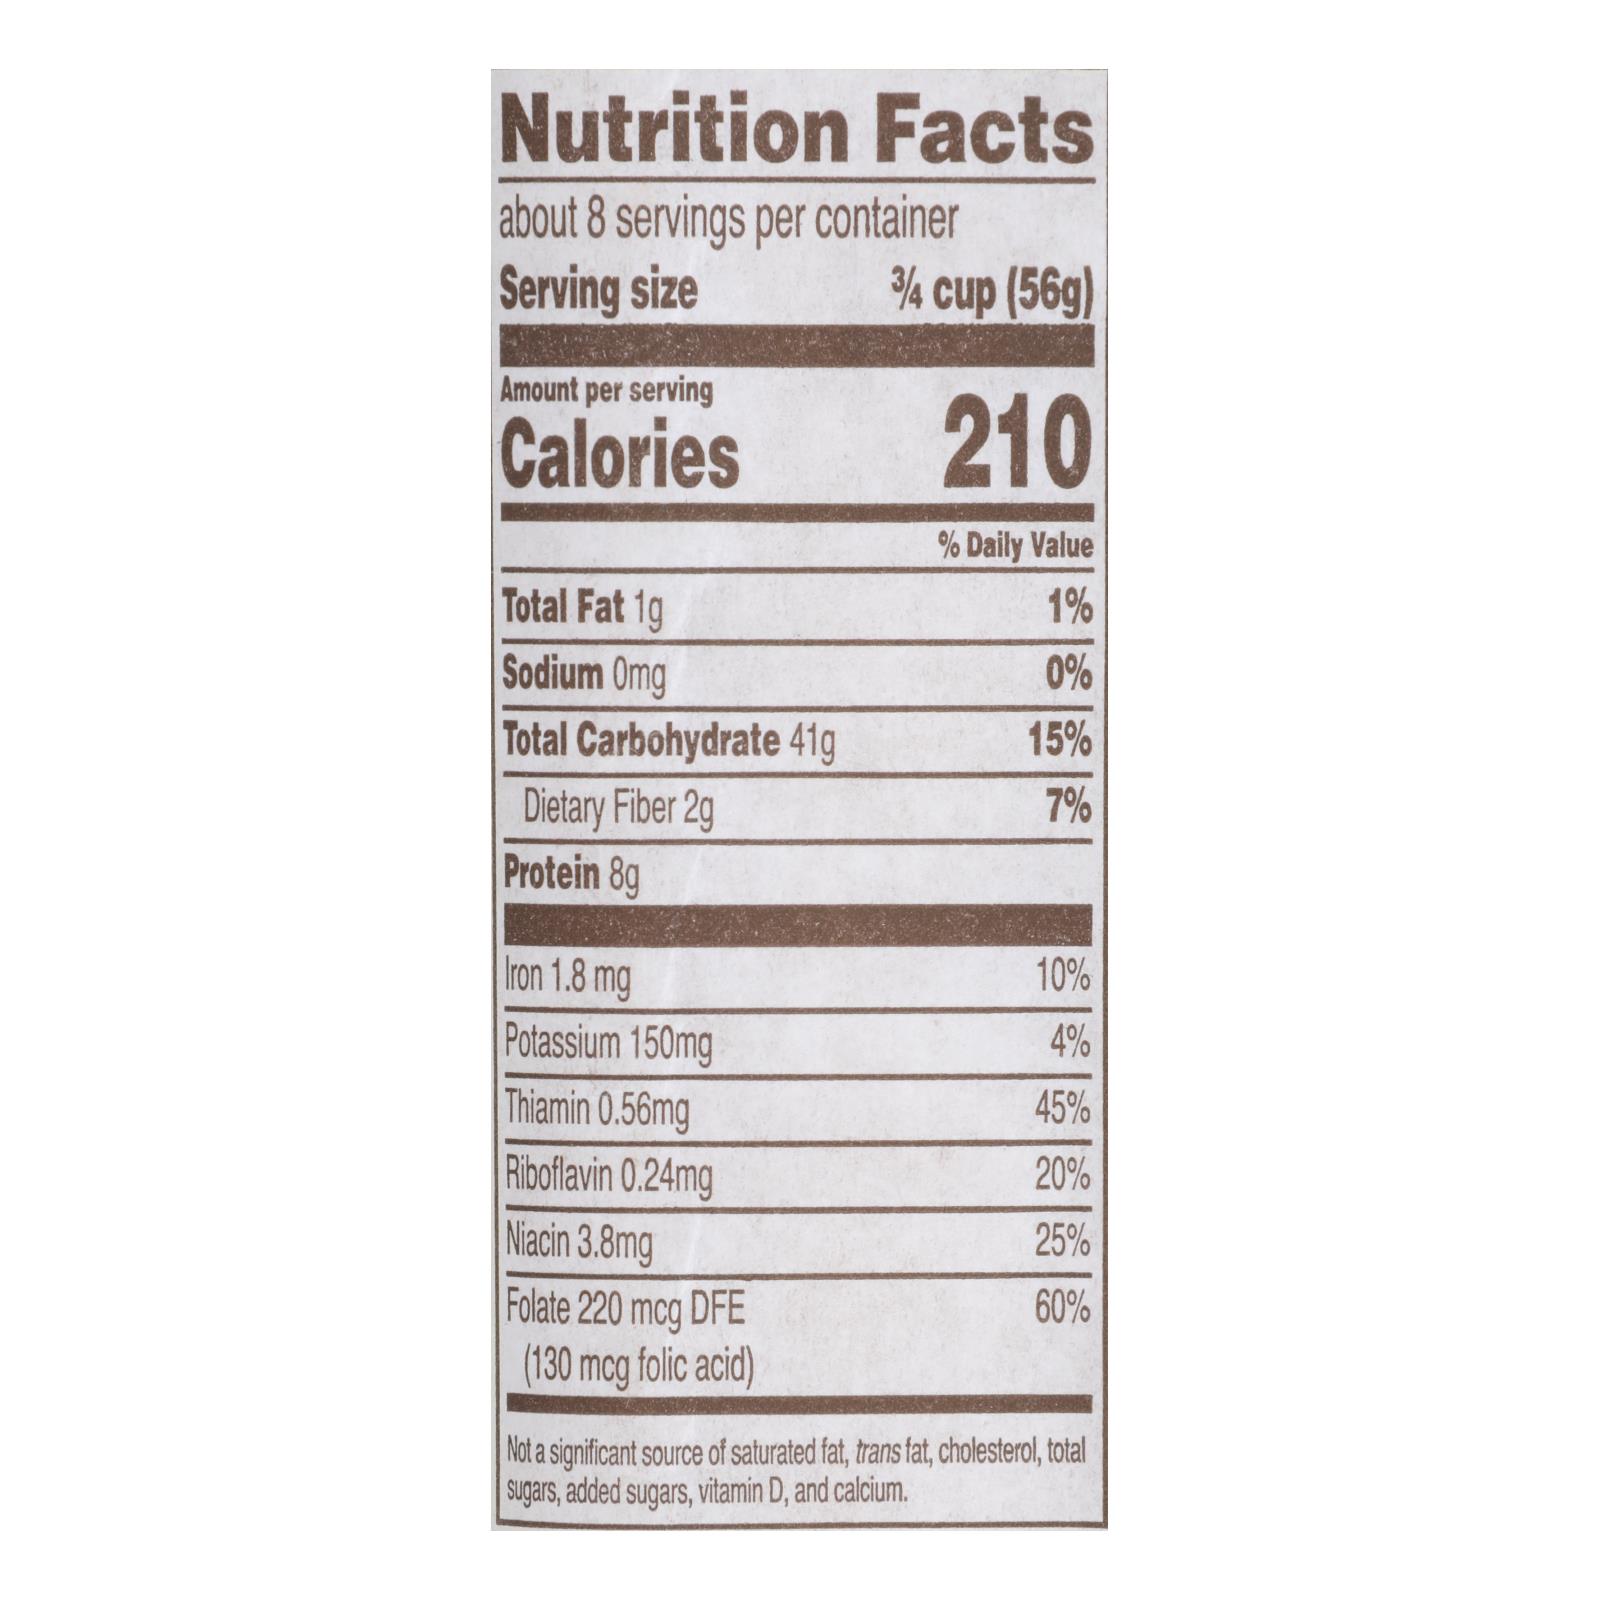 Nutrition Facts
about 8 servings per container
Serving size ¾ cup (56g)
Amount per serving
Calories 210
% Daily Value
Total Fat 1g 1%
Sodium 0mg 0%
Total Carbohydrate 41g 15%
Dietary Fiber 2g 7%
Protein 8g
Iron 1.8 mg 10%
Potassium 150mg 4%
Thiamin 0.56mg 45%
Riboflavin 0.24mg 20%
Niacin 3.8mg 25%
Folate 220 mcg DFE 60%
(130 mcg folic acid)
Not a significant source of saturated fat, trans fat, cholesterol, total
sugars, added sugars, vitamin D, and calcium.